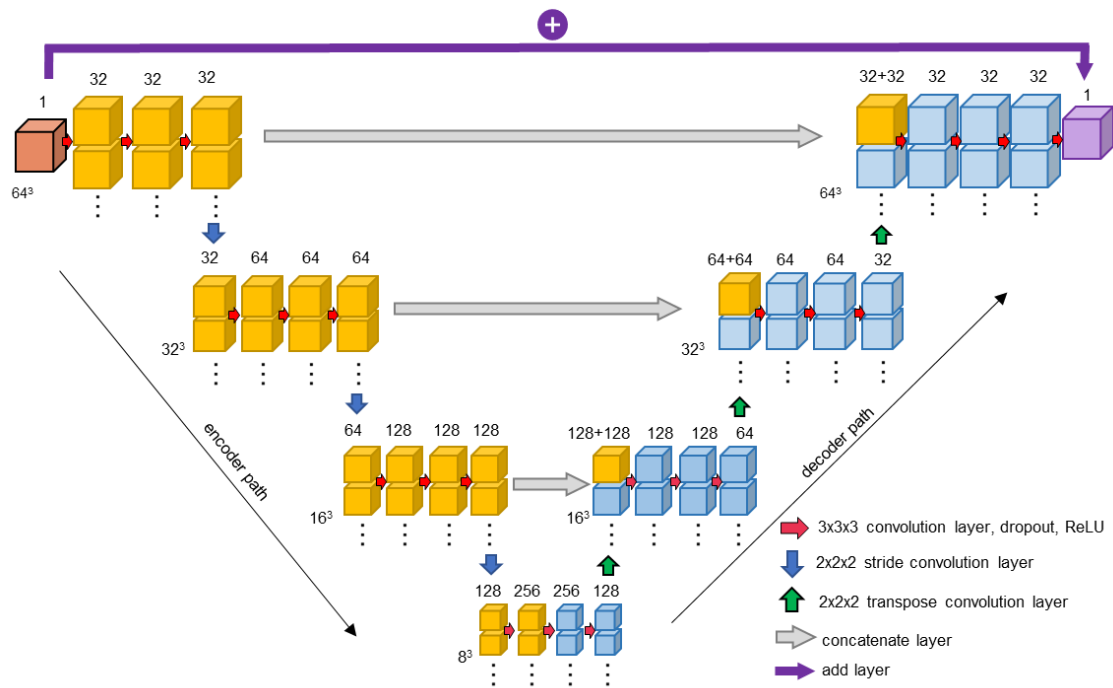 32 32 32
1
64³
32+32 32 32 32
1
64³
32 64 64 64
32³
64+64 64 64 32
32³
64 128 128 128
16³
128+128 128 128 64
16³
128 256 256 128
8³
encoder path
decoder path
3x3x3 convolution layer, dropout, ReLU
2x2x2 stride convolution layer
2x2x2 transpose convolution layer
concatenate layer
add layer